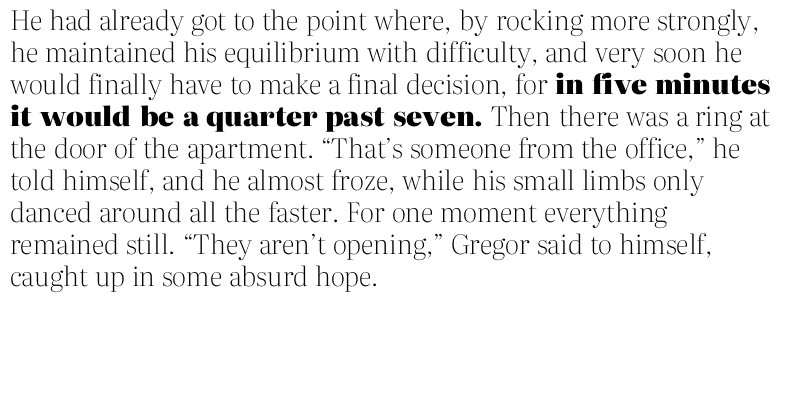 He had already got to the point where, by rocking more strongly,
he maintained his equilibrium with difficulty, and very soon he
would finally have to make a final decision, for in five minutes
it would be a quarter past seven. Then there was a ring at
the door of the apartment. “That’s someone from the office,” he
told himself, and he almost froze, while his small limbs only
danced around all the faster. For one moment everything
remained still. “They aren’t opening,” Gregor said to himself,
caught up in some absurd hope.